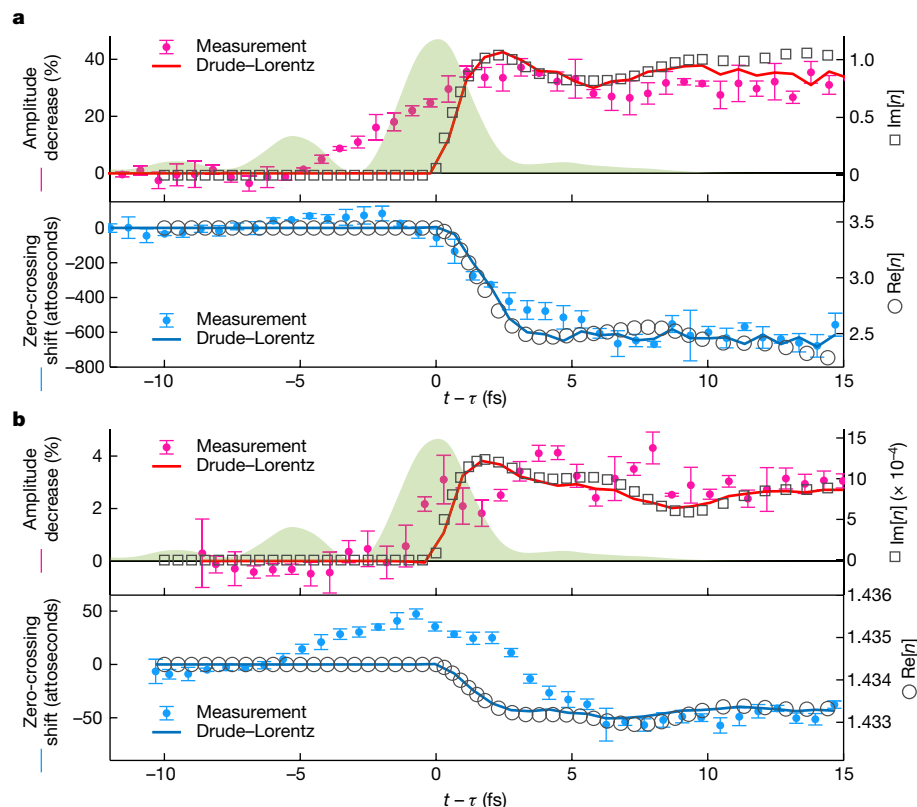 a
Measurement
Drude–Lorentz
Amplitude
decrease (%)
40
20
0
1.0
0.5
0
Im[n]
Measurement
Drude–Lorentz
Zero-crossing
shift (attoseconds)
0
−200
−400
−600
−800
3.5
3.0
2.5
Re[n]
−10
−5
0
5
10
15
t − τ (fs)
b
Measurement
Drude–Lorentz
Amplitude
decrease (%)
4
2
0
15
10
5
0
Im[n] (× 10⁻⁴)
Measurement
Drude–Lorentz
Zero-crossing
shift (attoseconds)
50
0
−50
1.436
1.435
1.434
1.433
Re[n]
−10
−5
0
5
10
15
t − τ (fs)